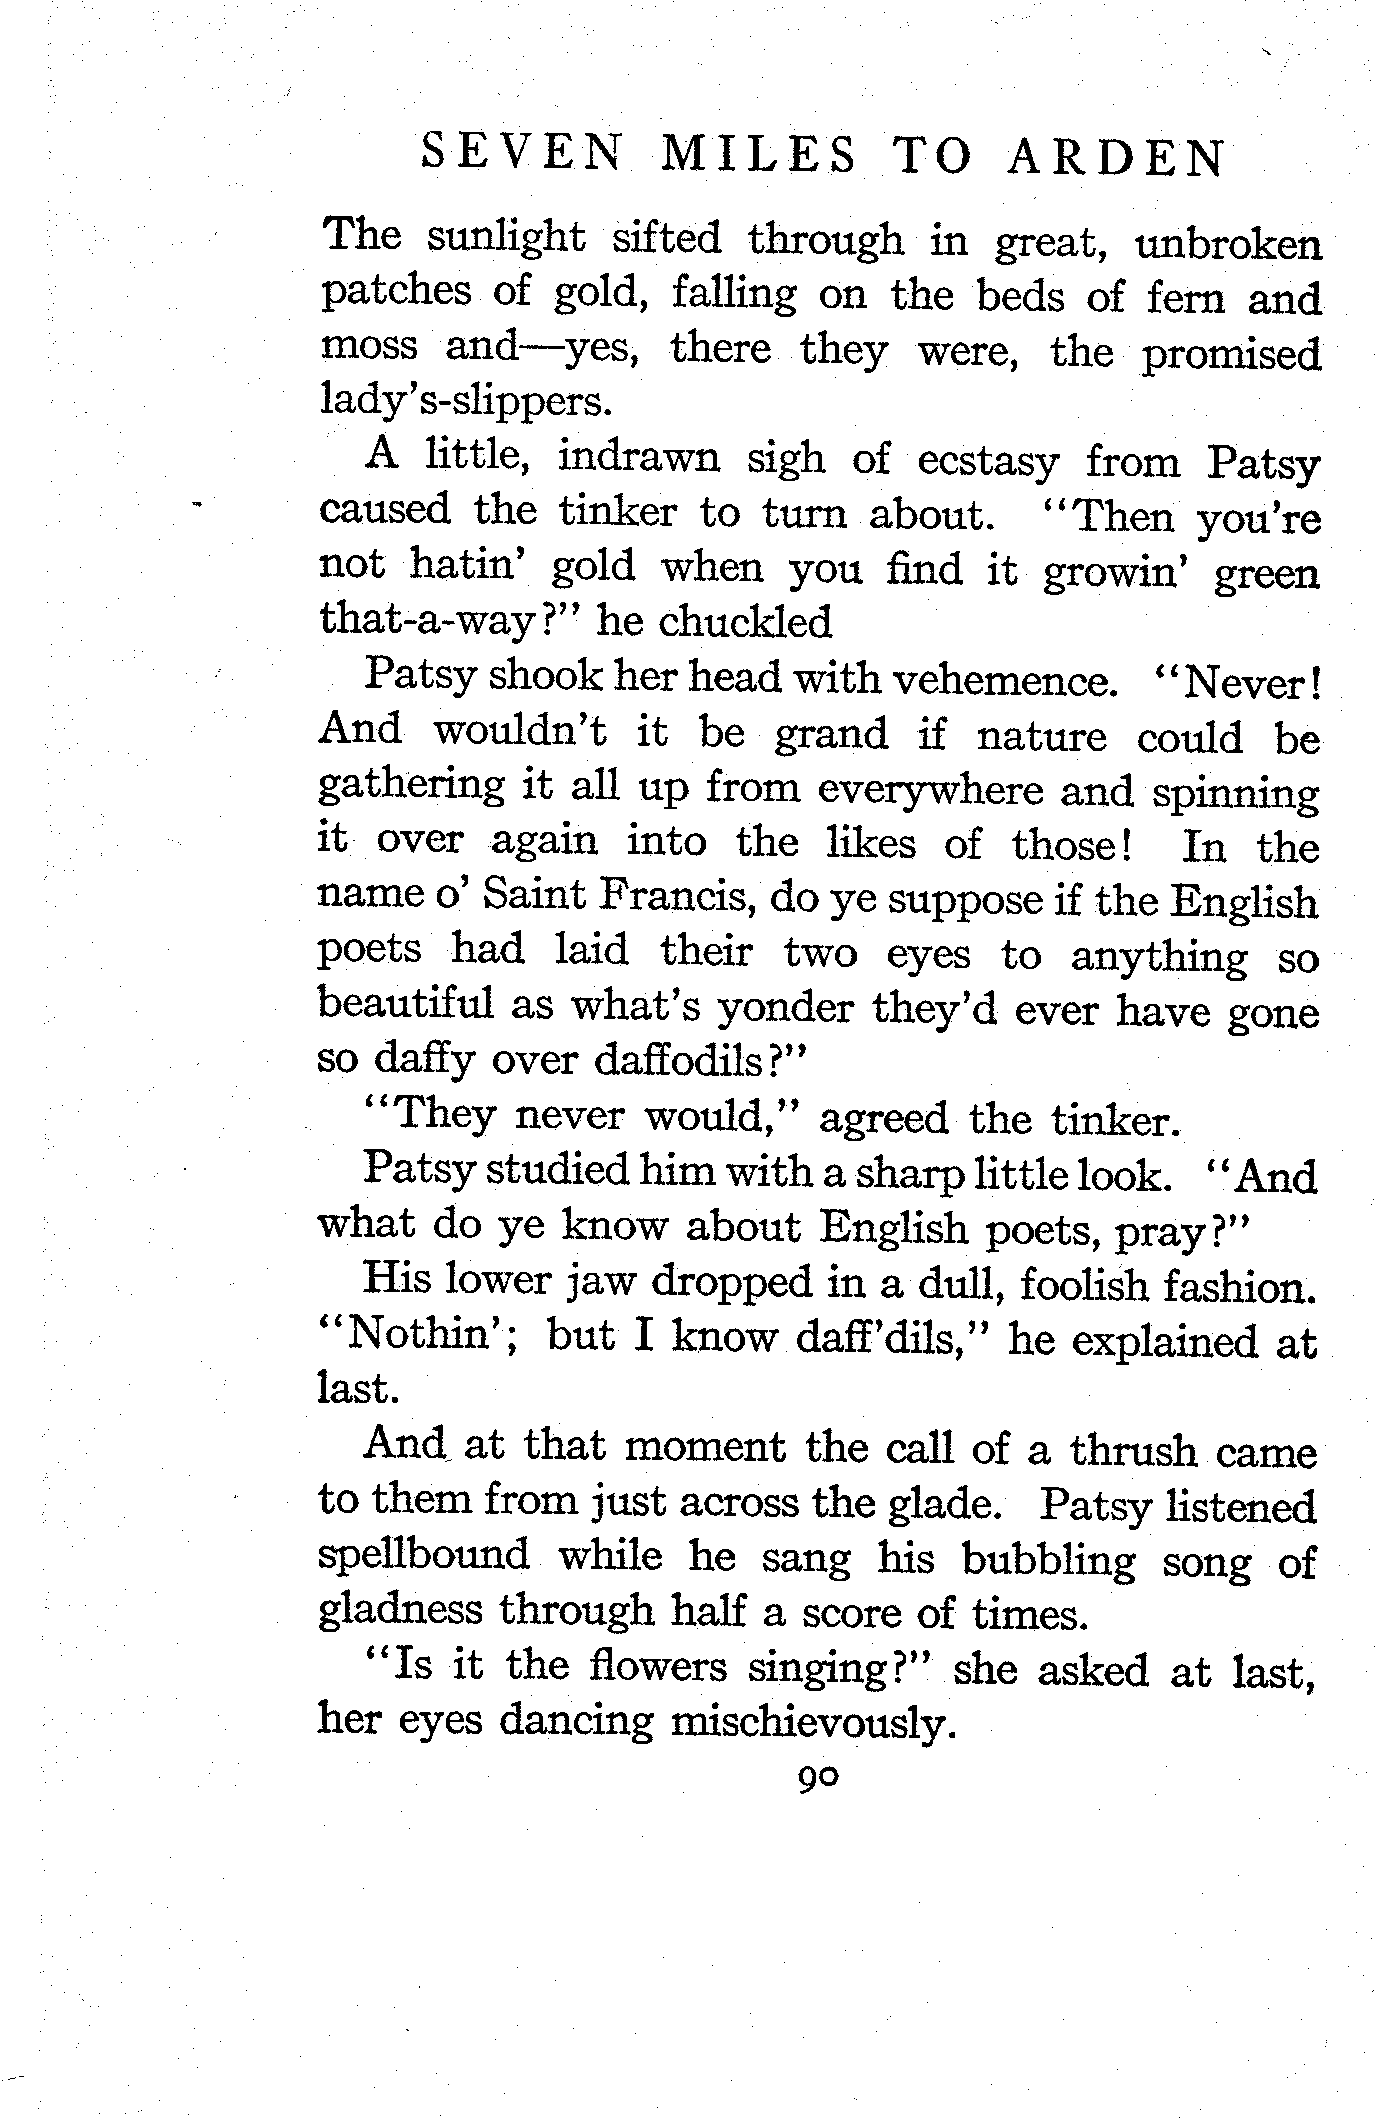 SEVEN MILES TO ARDEN
The sunlight sifted through in great, unbroken
patches of gold, falling on the beds of fern and
moss and—yes, there they were, the promised
lady's-slippers.
A little, indrawn sigh of ecstasy from Patsy
caused the tinker to turn about. "Then you're
not hatin' gold when you find it growin' green
that-a-way?" he chuckled
Patsy shook her head with vehemence. "Never!
And wouldn't it be grand if nature could be
gathering it all up from everywhere and spinning
it over again into the likes of those! In the
name o' Saint Francis, do ye suppose if the English
poets had laid their two eyes to anything so
beautiful as what's yonder they'd ever have gone
so daffy over daffodils?"
"They never would," agreed the tinker.
Patsy studied him with a sharp little look. "And
what do ye know about English poets, pray?"
His lower jaw dropped in a dull, foolish fashion.
"Nothin'; but I know daff'dils," he explained at
last.
And at that moment the call of a thrush came
to them from just across the glade. Patsy listened
spellbound while he sang his bubbling song of
gladness through half a score of times.
"Is it the flowers singing?" she asked at last,
her eyes dancing mischievously.
90